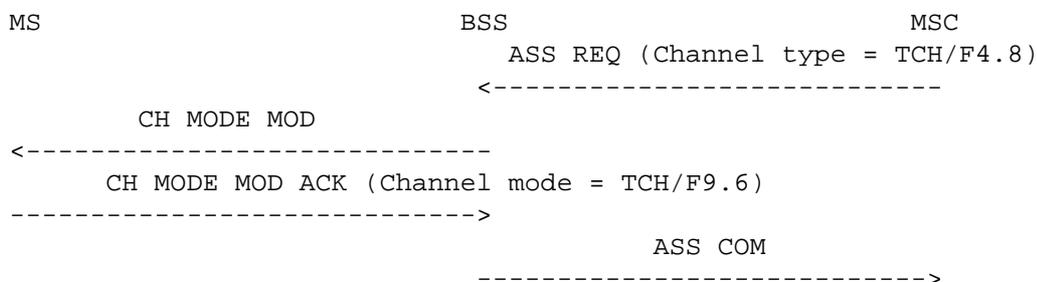 MS BSS MSC
ASS REQ (Channel type = TCH/F4.8)
<-----------------------------
CH MODE MOD
<------------------------------
CH MODE MOD ACK (Channel mode = TCH/F9.6)
----------------------------->
ASS COM
---------------------------->